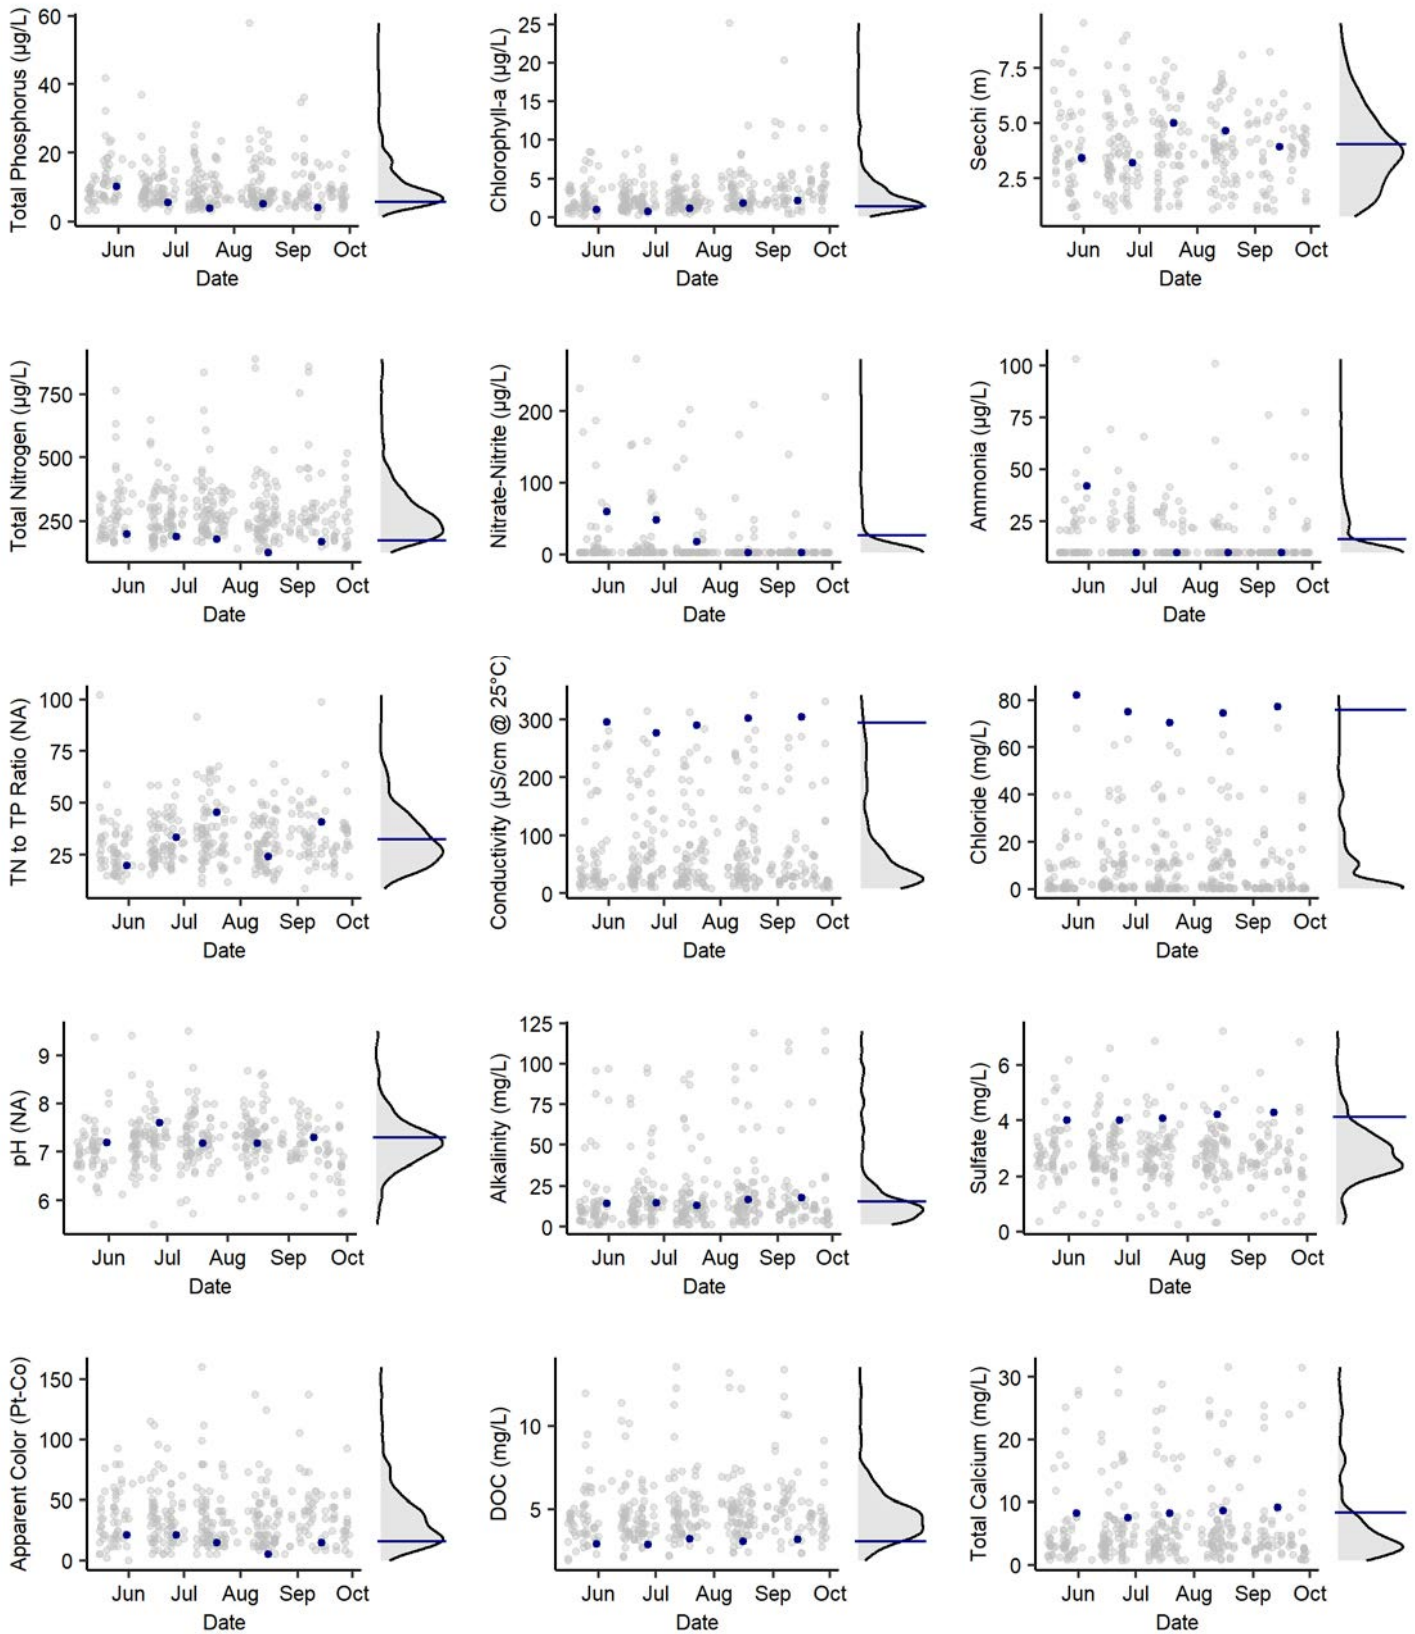 Total Phosphorus (µg/L)
60
40
20
0
Jun Jul Aug Sep Oct
Date
Chlorophyll-a (µg/L)
25
20
15
10
5
0
Jun Jul Aug Sep Oct
Date
Secchi (m)
7.5
5.0
2.5
Jun Jul Aug Sep Oct
Date
Total Nitrogen (µg/L)
750
500
250
Jun Jul Aug Sep Oct
Date
Nitrate-Nitrite (µg/L)
200
100
0
Jun Jul Aug Sep Oct
Date
Ammonia (µg/L)
100
75
50
25
Jun Jul Aug Sep Oct
Date
TN to TP Ratio (NA)
100
75
50
25
Jun Jul Aug Sep Oct
Date
Conductivity (µS/cm @ 25°C)
300
200
100
0
Jun Jul Aug Sep Oct
Date
Chloride (mg/L)
80
60
40
20
0
Jun Jul Aug Sep Oct
Date
pH (NA)
9
8
7
6
Jun Jul Aug Sep Oct
Date
Alkalinity (mg/L)
125
100
75
50
25
0
Jun Jul Aug Sep Oct
Date
Sulfate (mg/L)
6
4
2
0
Jun Jul Aug Sep Oct
Date
Apparent Color (Pt-Co)
150
100
50
0
Jun Jul Aug Sep Oct
Date
DOC (mg/L)
10
5
Jun Jul Aug Sep Oct
Date
Total Calcium (mg/L)
30
20
10
0
Jun Jul Aug Sep Oct
Date